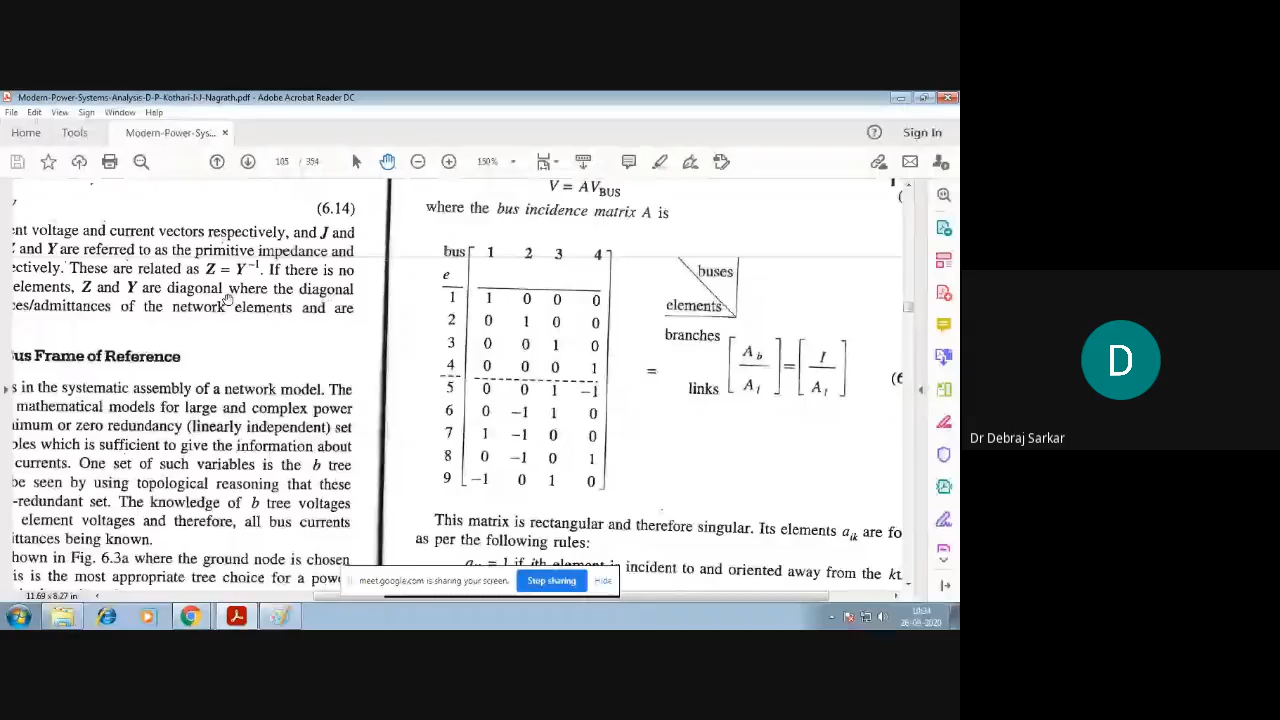 Modern-Power-Systems-Analysis-D-P-Kothari-I-J-Nagrath.pdf - Adobe Acrobat Reader DC
File Edit View Sign Window Help
Home Tools Modern-Power-Sys... × Sign In
105 / 354 150%
(6.14)
nt voltage and current vectors respectively, and J and
Z and Y are referred to as the primitive impedance and
ectively. These are related as Z = Y⁻¹. If there is no
elements, Z and Y are diagonal where the diagonal
ces/admittances of the network elements and are
us Frame of Reference
s in the systematic assembly of a network model. The
mathematical models for large and complex power
nimum or zero redundancy (linearly independent) set
bles which is sufficient to give the information about
currents. One set of such variables is the b tree
be seen by using topological reasoning that these
-redundant set. The knowledge of b tree voltages
element voltages and therefore, all bus currents
ittances being known.
hown in Fig. 6.3a where the ground node is chosen
is is the most appropriate tree choice for a powe
V = AV_BUS
where the bus incidence matrix A is
bus 1 2 3 4
e
1 1 0 0 0
2 0 1 0 0
3 0 0 1 0
4 0 0 0 1
5 0 0 1 −1
6 0 −1 1 0
7 1 −1 0 0
8 0 −1 0 1
9 −1 0 1 0
buses
elements
branches
links
= [A_b / A_l] = [I / A_l]
(6
This matrix is rectangular and therefore singular. Its elements a_ik are fo
as per the following rules:
= 1 if ith element is incident to and oriented away from the kt
meet.google.com is sharing your screen. Stop sharing Hide
11.69 x 8.27 in
26-09-2020
D
Dr Debraj Sarkar